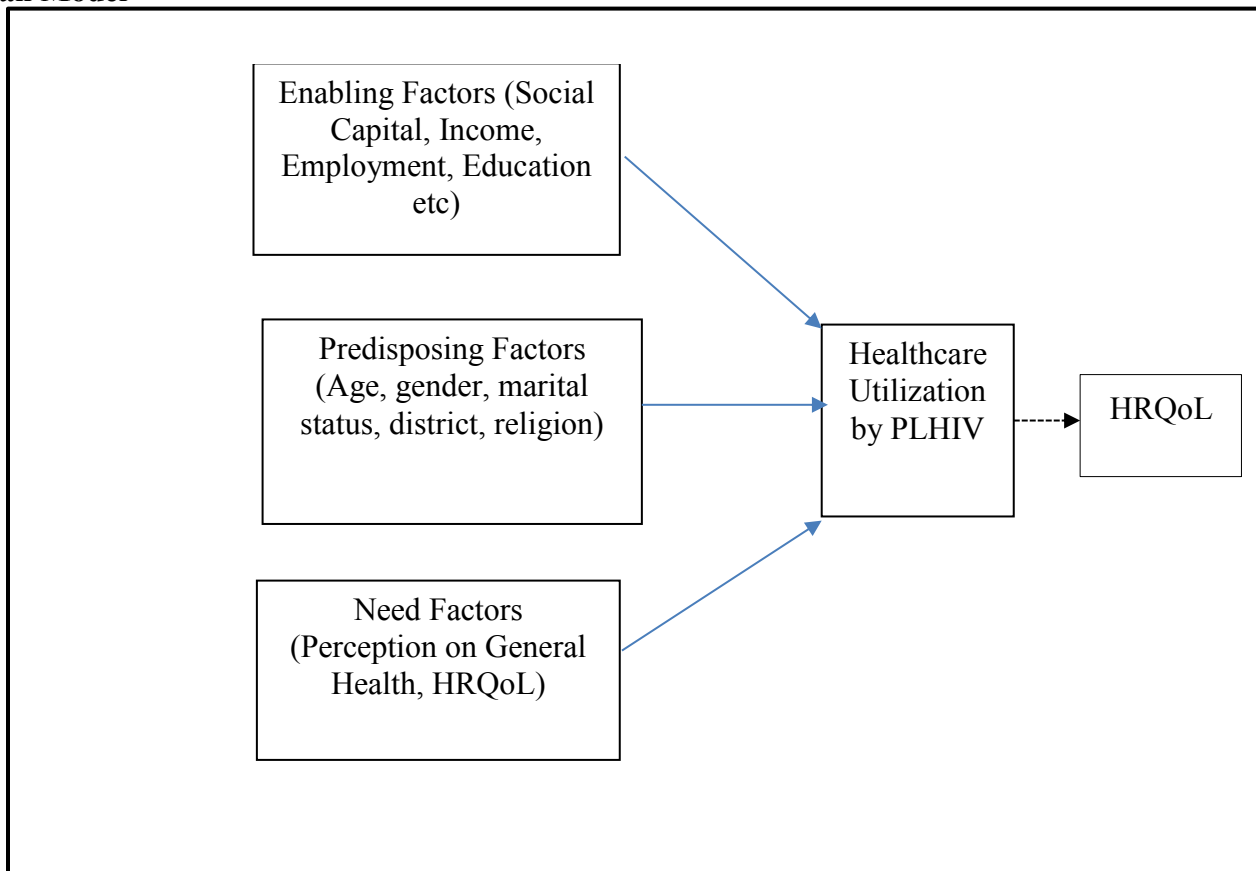 Model
Enabling Factors (Social
Capital, Income,
Employment, Education
etc)
Predisposing Factors
(Age, gender, marital
status, district, religion)
Healthcare
Utilization
by PLHIV
HRQoL
Need Factors
(Perception on General
Health, HRQoL)